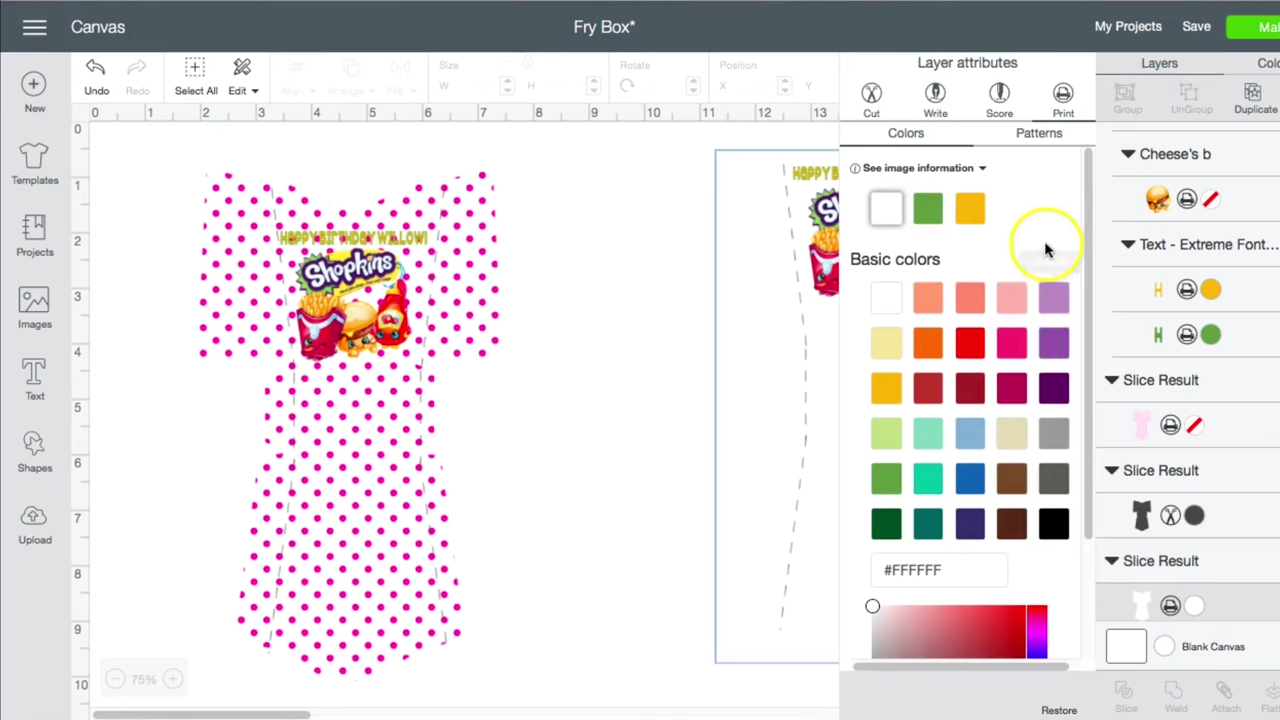 Canvas
Fry Box*
My Projects
Save
Undo
Redo
Select All
Edit
Align
Arrange
Flip
Size
W
H
Rotate
Position
X
Y
Layer attributes
Cut
Write
Score
Print
Colors
Patterns
See image information
Basic colors
#FFFFFF
Restore
Layers
Group
UnGroup
Duplicate
Cheese's b
Text - Extreme Font...
Slice Result
Slice Result
Slice Result
Blank Canvas
Slice
Weld
Attach
New
Templates
Projects
Images
Text
Shapes
Upload
0 1 2 3 4 5 6 7 8 9 10 11 12 13
0
1
2
3
4
5
6
7
8
9
10
HAPPY BIRTHDAY WILLOW!
Shopkins
HAPPY B
75%